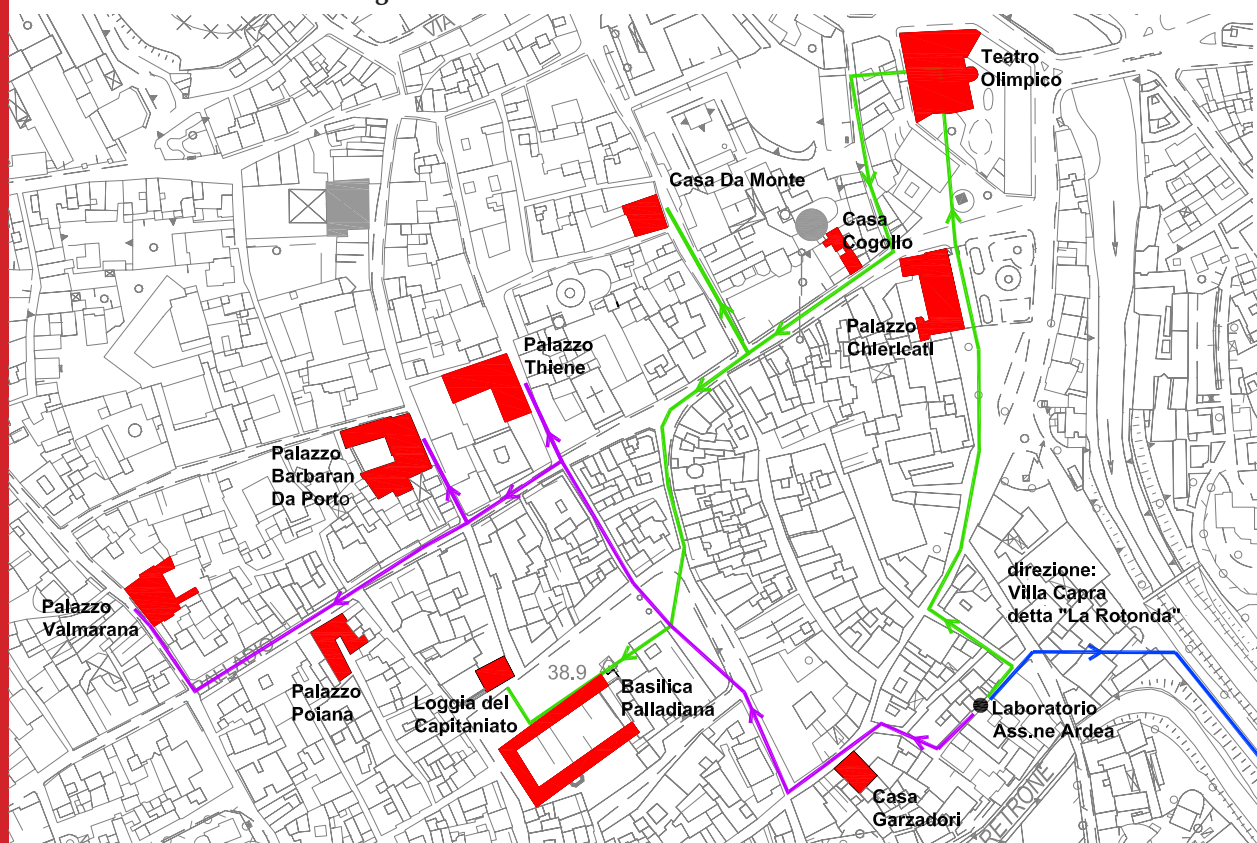 Teatro
Olimpico
Casa Da Monte
Casa
Cogollo
Palazzo
Chiericati
Palazzo
Thiene
Palazzo
Barbaran
Da Porto
direzione:
Villa Capra
detta "La Rotonda"
Palazzo
Valmarana
Palazzo
Poiana
38.9
Loggia del
Capitaniato
Basilica
Palladiana
Laboratorio
Ass.ne Ardea
Casa
Garzadori
RETRONE